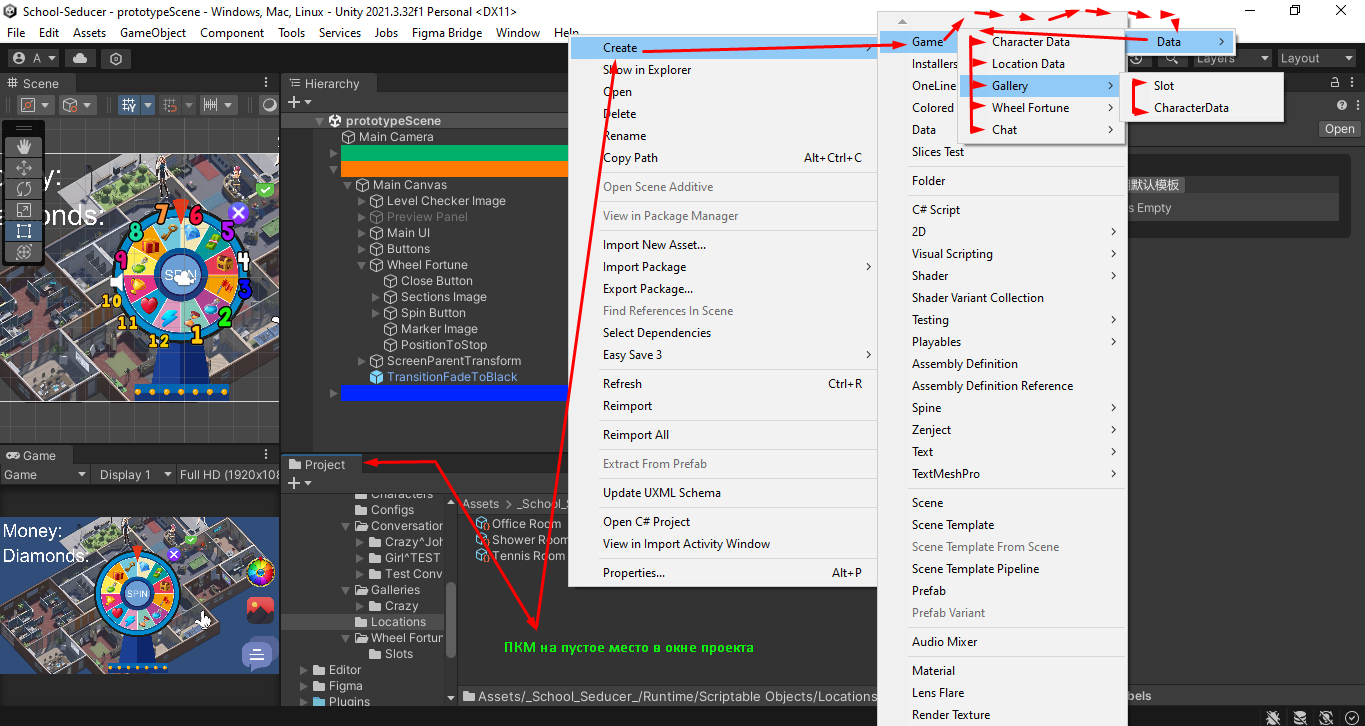 School-Seducer - prototypeScene - Windows, Mac, Linux - Unity 2021.3.32f1 Personal <DX11>
File Edit Assets GameObject Component Tools Services Jobs Figma Bridge Window Help
A
Layers
Layout
Scene
Money:
Diamonds:
SPIN
1
2
3
4
5
6
7
8
9
10
11
12
Game
Game
Display 1
Full HD (1920x108
Money:
Diamonds:
SPIN
Hierarchy
prototypeScene
Main Camera
Main Canvas
Level Checker Image
Preview Panel
Main UI
Buttons
Wheel Fortune
Close Button
Sections Image
Spin Button
Marker Image
PositionToStop
ScreenParentTransform
TransitionFadeToBlack
Project
Characters
Configs
Conversation
Crazy^Joh
Girl^TEST
Test Conv
Galleries
Crazy
Locations
Wheel Fortun
Slots
Editor
Figma
Plugins
Assets > _School_S
Office Room
Shower Room
Tennis Room
ПКМ на пустое место в окне проекта
Assets/_School_Seducer_/Runtime/Scriptable Objects/Locations
Create
Show in Explorer
Open
Delete
Rename
Copy Path Alt+Ctrl+C
Open Scene Additive
View in Package Manager
Import New Asset...
Import Package
Export Package...
Find References In Scene
Select Dependencies
Easy Save 3
Refresh Ctrl+R
Reimport
Reimport All
Extract From Prefab
Update UXML Schema
Open C# Project
View in Import Activity Window
Properties... Alt+P
Game
Installers
OneLine
Colored
Data
Slices Test
Folder
C# Script
2D
Visual Scripting
Shader
Shader Variant Collection
Testing
Playables
Assembly Definition
Assembly Definition Reference
Spine
Zenject
Text
TextMeshPro
Scene
Scene Template
Scene Template From Scene
Scene Template Pipeline
Prefab
Prefab Variant
Audio Mixer
Material
Lens Flare
Render Texture
Data
Character Data
Location Data
Gallery
Wheel Fortune
Chat
Slot
CharacterData
Open
默认模板
s Empty
bels